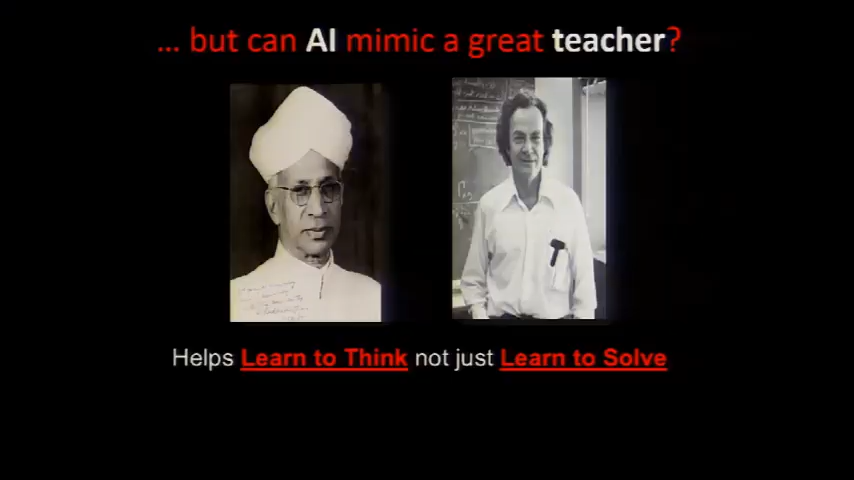 ... but can AI mimic a great teacher?
Helps Learn to Think not just Learn to Solve